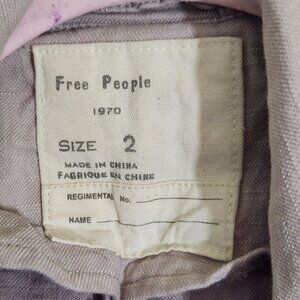 Free People
1970
SIZE 2
MADE IN CHINA
FABRIQUE EN CHINE
REGIMENTAL No.
NAME